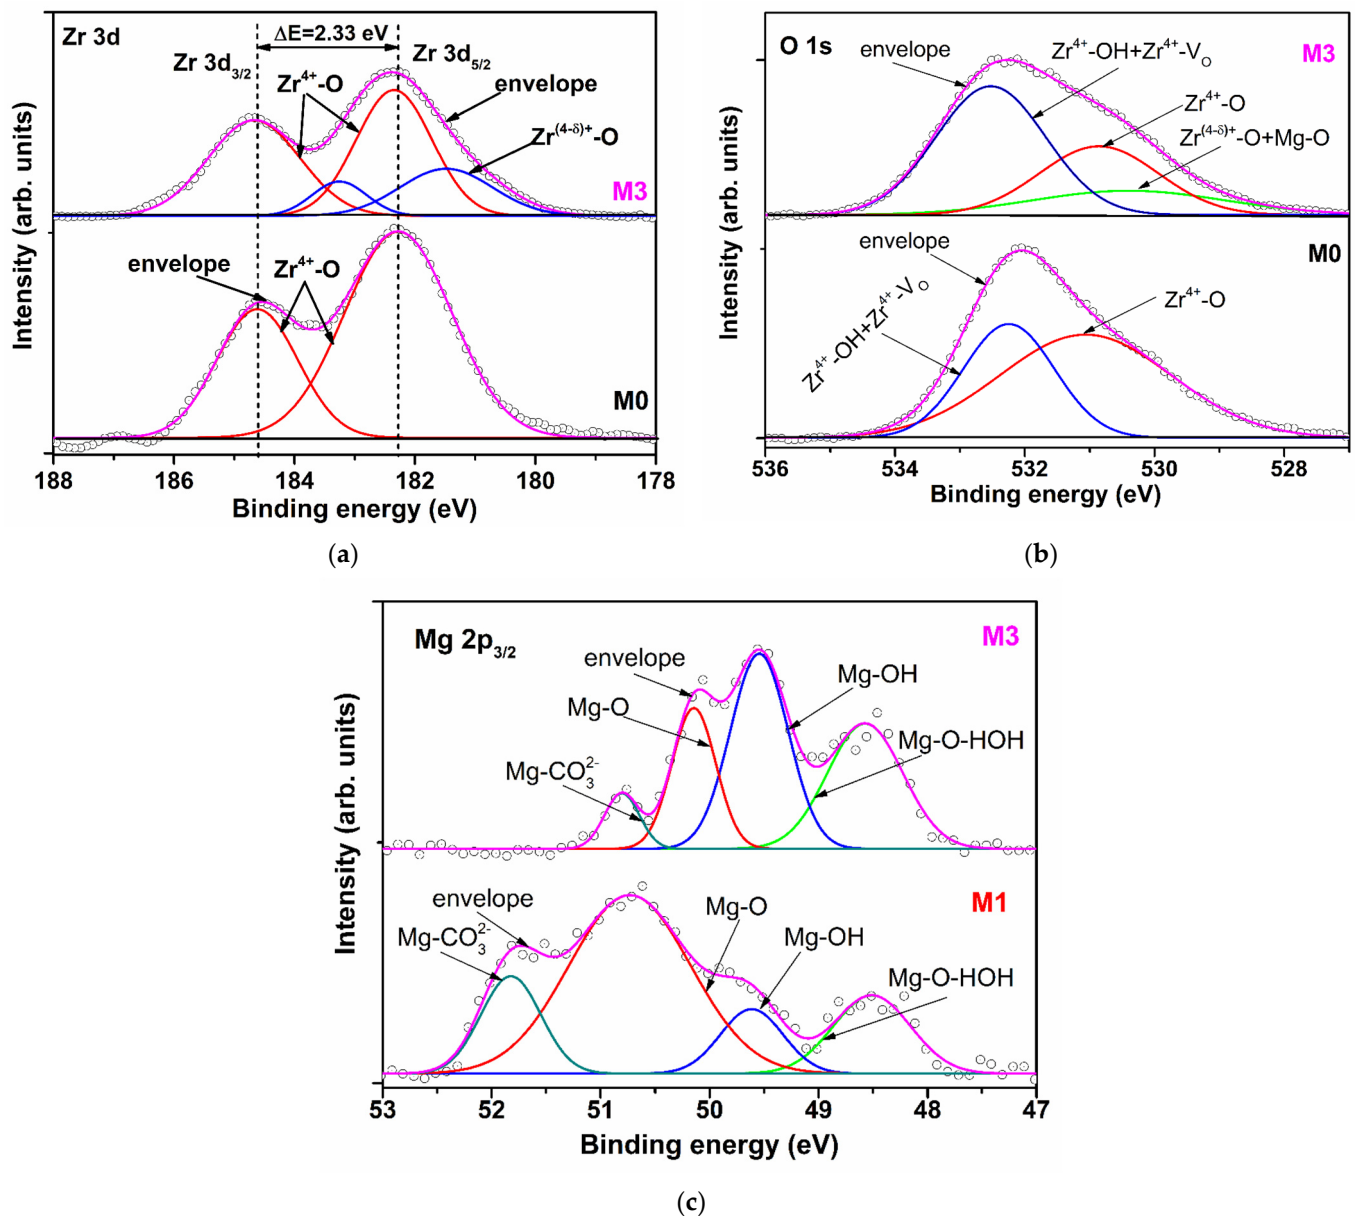 Zr 3d
ΔE=2.33 eV
Zr 3d3/2
Zr 3d5/2
Zr4+-O
envelope
Zr(4-δ)+-O
M3
envelope
Zr4+-O
M0
Intensity (arb. units)
188 186 184 182 180 178
Binding energy (eV)
(a)
O 1s
envelope
Zr4+-OH+Zr4+-VO
M3
Zr4+-O
Zr(4-δ)+-O+Mg-O
envelope
M0
Zr4+-OH+Zr4+-VO
Zr4+-O
Intensity (arb. units)
536 534 532 530 528
Binding energy (eV)
(b)
Mg 2p3/2
M3
envelope
Mg-OH
Mg-O
Mg-O-HOH
Mg-CO32-
envelope
M1
Mg-O
Mg-CO32-
Mg-OH
Mg-O-HOH
Intensity (arb. units)
53 52 51 50 49 48 47
Binding energy (eV)
(c)